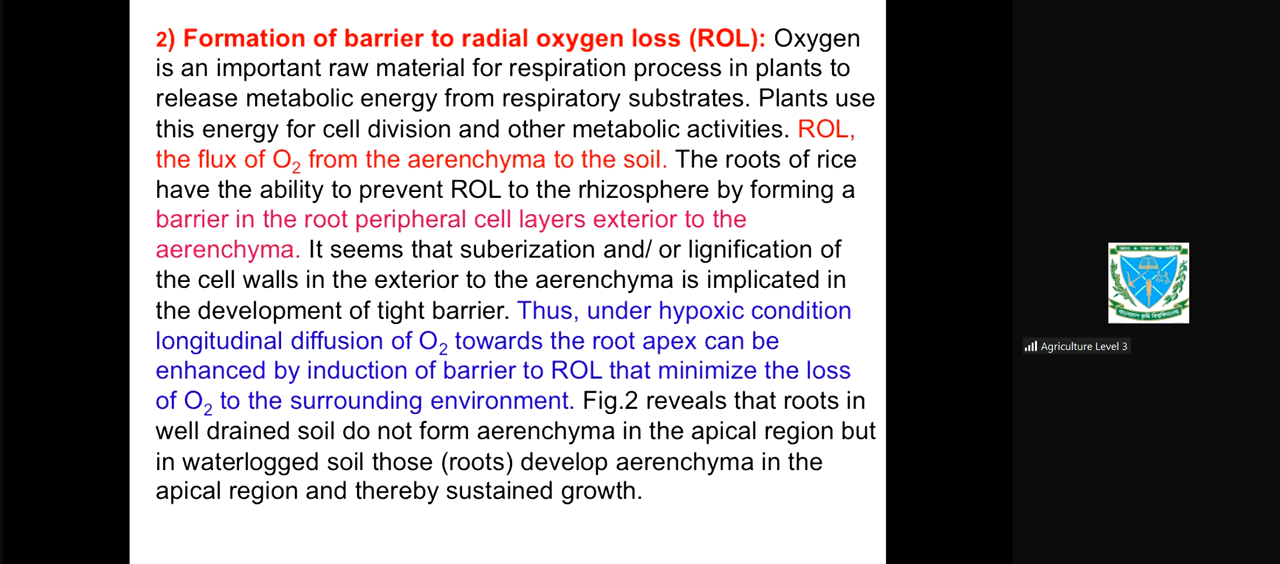 2) Formation of barrier to radial oxygen loss (ROL): Oxygen
is an important raw material for respiration process in plants to
release metabolic energy from respiratory substrates. Plants use
this energy for cell division and other metabolic activities. ROL,
the flux of O2 from the aerenchyma to the soil. The roots of rice
have the ability to prevent ROL to the rhizosphere by forming a
barrier in the root peripheral cell layers exterior to the
aerenchyma. It seems that suberization and/ or lignification of
the cell walls in the exterior to the aerenchyma is implicated in
the development of tight barrier. Thus, under hypoxic condition
longitudinal diffusion of O2 towards the root apex can be
enhanced by induction of barrier to ROL that minimize the loss
of O2 to the surrounding environment. Fig.2 reveals that roots in
well drained soil do not form aerenchyma in the apical region but
in waterlogged soil those (roots) develop aerenchyma in the
apical region and thereby sustained growth.
Agriculture Level 3